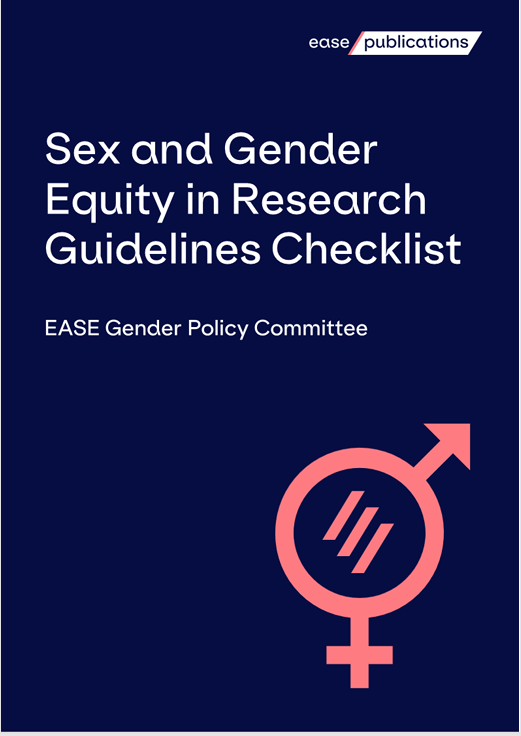 ease publications
Sex and Gender
Equity in Research
Guidelines Checklist
EASE Gender Policy Committee